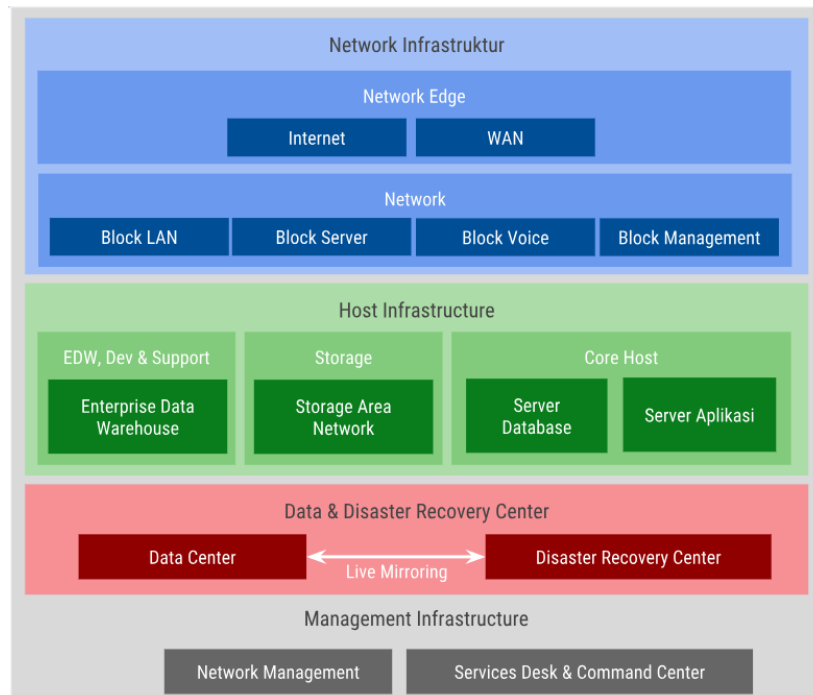 Network Infrastruktur
Network Edge
Internet
WAN
Network
Block LAN
Block Server
Block Voice
Block Management
Host Infrastructure
EDW, Dev & Support
Storage
Core Host
Enterprise Data
Warehouse
Storage Area
Network
Server
Database
Server Aplikasi
Data & Disaster Recovery Center
Data Center
Live Mirroring
Disaster Recovery Center
Management Infrastructure
Network Management
Services Desk & Command Center